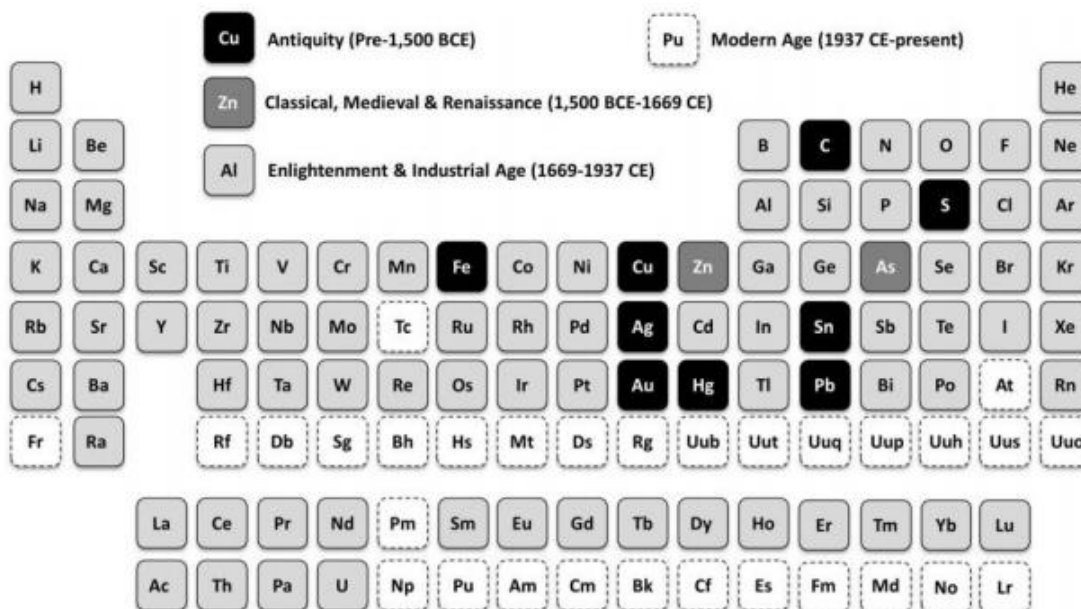 Cu Antiquity (Pre-1,500 BCE) Pu Modern Age (1937 CE-present)
H He
Zn Classical, Medieval & Renaissance (1,500 BCE-1669 CE)
Li Be B C N O F Ne
Al Enlightenment & Industrial Age (1669-1937 CE)
Na Mg Al Si P S Cl Ar
K Ca Sc Ti V Cr Mn Fe Co Ni Cu Zn Ga Ge As Se Br Kr
Rb Sr Y Zr Nb Mo Tc Ru Rh Pd Ag Cd In Sn Sb Te I Xe
Cs Ba Hf Ta W Re Os Ir Pt Au Hg Tl Pb Bi Po At Rn
Fr Ra Rf Db Sg Bh Hs Mt Ds Rg Uub Uut Uuq Uup Uuh Uus Uuo
La Ce Pr Nd Pm Sm Eu Gd Tb Dy Ho Er Tm Yb Lu
Ac Th Pa U Np Pu Am Cm Bk Cf Es Fm Md No Lr